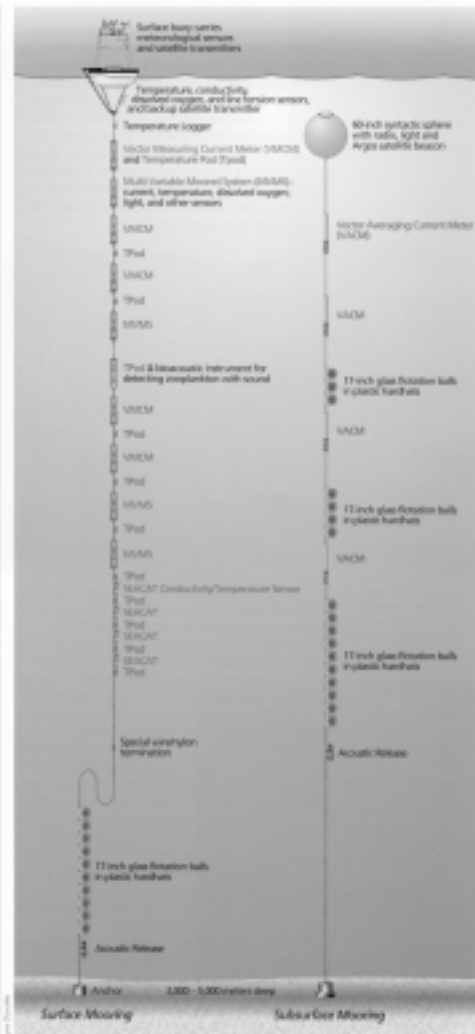 Surface buoy carries
meteorological sensors
and satellite transmitters
Temperature, conductivity,
dissolved oxygen, and line tension sensors,
and backup satellite transmitter
Temperature Logger
Vector Measuring Current Meter (VMCM)
and Temperature Pod (Tpod)
Multi Variable Moored System (MVMS)-
current, temperature, dissolved oxygen,
light, and other sensors
VMCM
TPod
VMCM
TPod
MVMS
TPod & bioacoustic instrument for
detecting zooplankton with sound
VMCM
TPod
VMCM
TPod
MVMS
TPod
MVMS
TPod
SEACAT Conductivity/Temperature Sensor
TPod
SEACAT
TPod
SEACAT
TPod
SEACAT
TPod
Special wire/nylon
termination
17-inch glass flotation balls
in plastic hardhats
Acoustic Release
Anchor
Surface Mooring
60-inch syntactic sphere
with radio, light and
Argos satellite beacon
Vector Averaging Current Meter
(VACM)
VACM
17-inch glass flotation balls
in plastic hardhats
VACM
17-inch glass flotation balls
in plastic hardhats
VACM
17-inch glass flotation balls
in plastic hardhats
Acoustic Release
3,000 - 5,000 meters deep
Subsurface Mooring